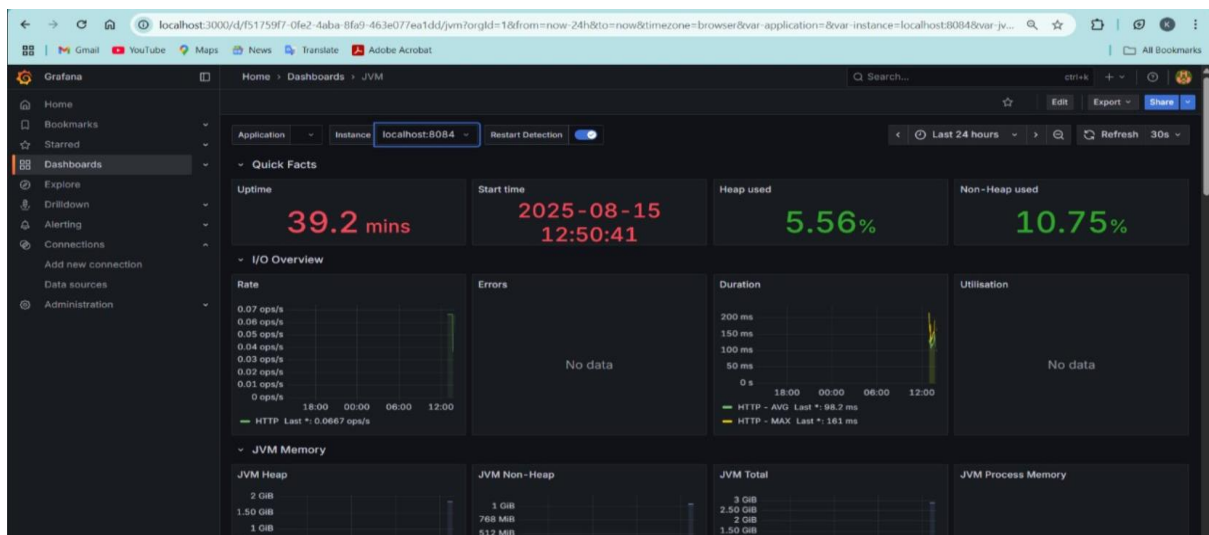 localhost:3000/d/f51759f7-0fe2-4aba-8fa9-463e077ea1dd/jvm?orgId=1&from=now-24h&to=now&timezone=browser&var-application=&var-instance=localhost:8084&var-jv...
K
Gmail YouTube Maps News Translate Adobe Acrobat All Bookmarks
Grafana Home › Dashboards › JVM Search... ctrl+k
Home Edit Export Share
Bookmarks
Starred
Dashboards
Explore
Drilldown
Alerting
Connections
Add new connection
Data sources
Administration
Application Instance localhost:8084 Restart Detection Last 24 hours Refresh 30s
Quick Facts
Uptime
39.2 mins
Start time
2025-08-15
12:50:41
Heap used
5.56%
Non-Heap used
10.75%
I/O Overview
Rate
0.07 ops/s
0.06 ops/s
0.05 ops/s
0.04 ops/s
0.03 ops/s
0.02 ops/s
0.01 ops/s
0 ops/s
18:00 00:00 06:00 12:00
HTTP Last *: 0.0667 ops/s
Errors
No data
Duration
200 ms
150 ms
100 ms
50 ms
0 s
18:00 00:00 06:00 12:00
HTTP - AVG Last *: 98.2 ms
HTTP - MAX Last *: 161 ms
Utilisation
No data
JVM Memory
JVM Heap
2 GiB
1.50 GiB
1 GiB
JVM Non-Heap
1 GiB
768 MiB
512 MiB
JVM Total
3 GiB
2.50 GiB
2 GiB
1.50 GiB
JVM Process Memory